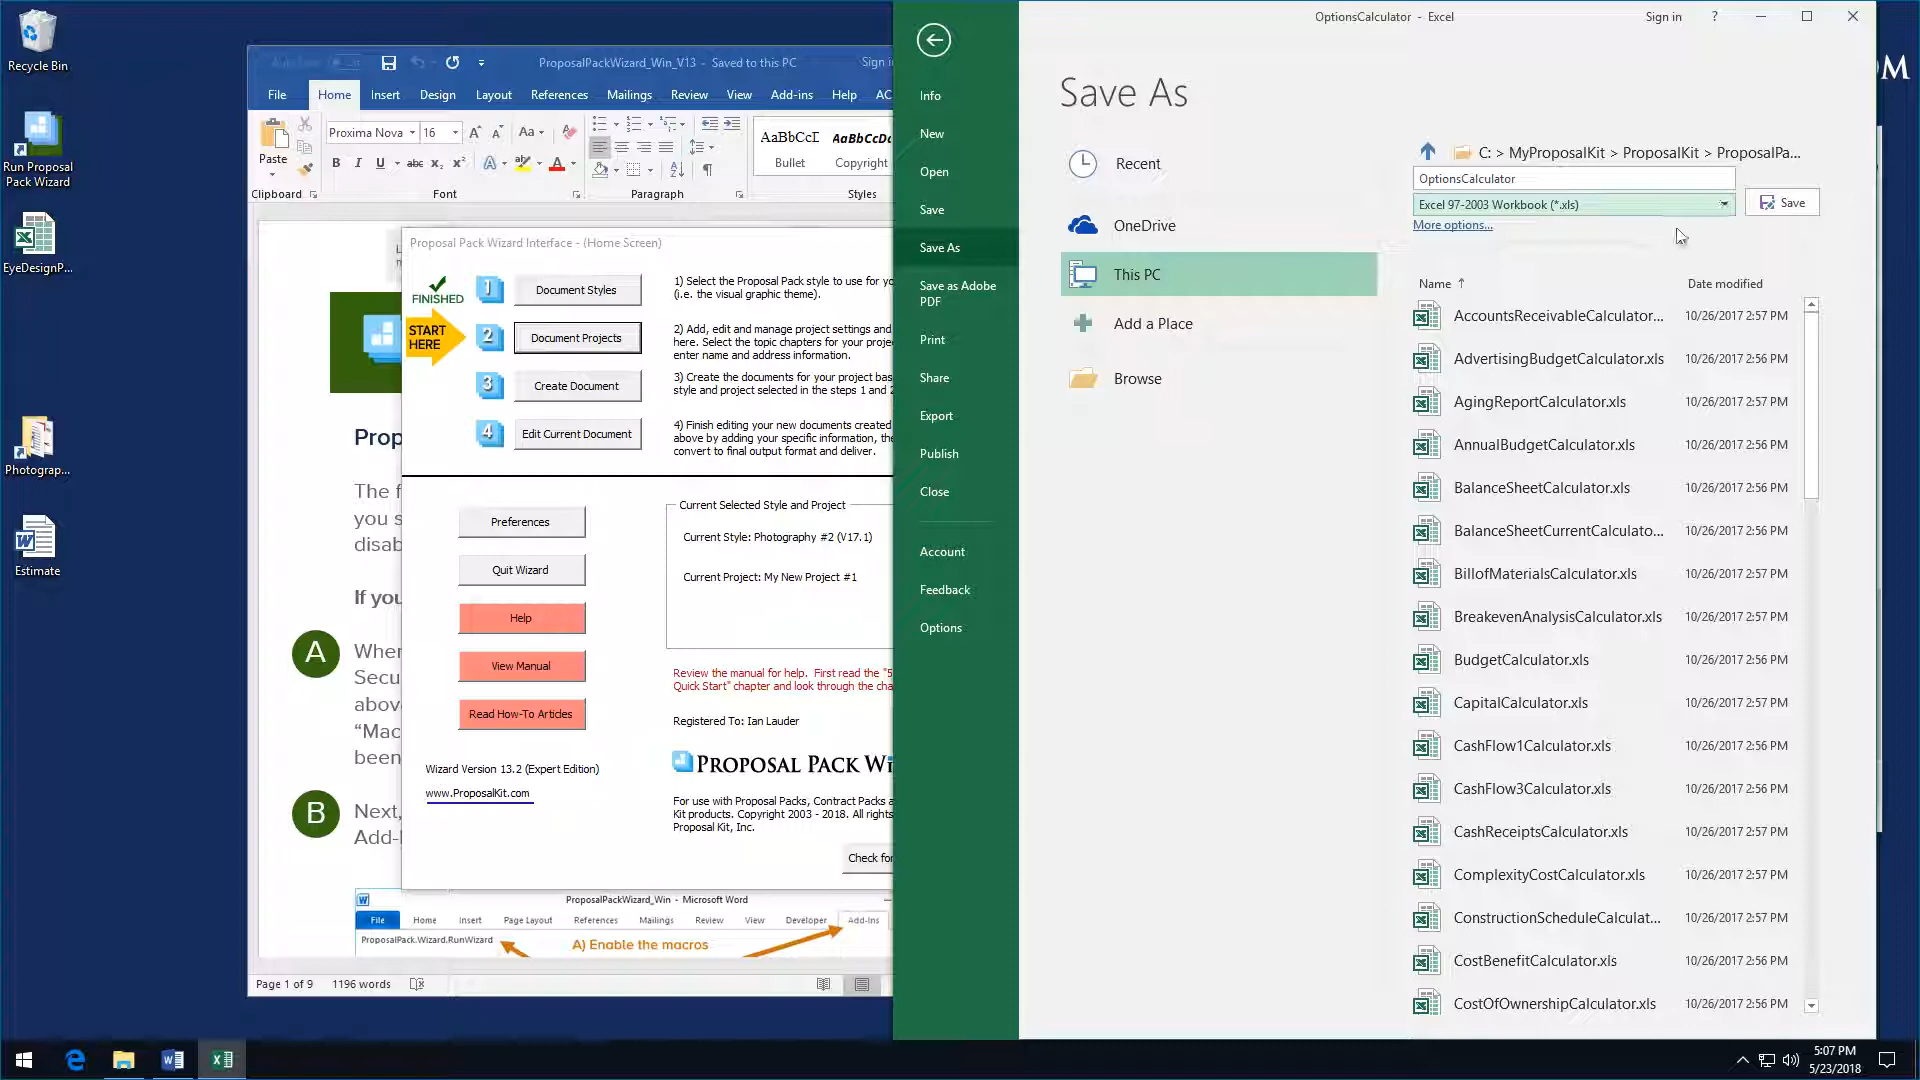 Recycle Bin
Run Proposal
Pack Wizard
EyeDesignP...
Photograp...
Estimate
ProposalPackWizard_Win_V13 - Saved to this PC
File
Home
Insert
Design
Layout
References
Mailings
Review
View
Add-ins
Help
AC
Paste
Proxima Nova
16
Aa
B I U abc x₂ x²
AaBbCcD
AaBbCcDc
Bullet
Copyright
Clipboard
Font
Paragraph
Styles
Proposal Pack Wizard Interface - (Home Screen)
FINISHED
START
HERE
1
Document Styles
1) Select the Proposal Pack style to use for yo
(i.e. the visual graphic theme).
2
Document Projects
2) Add, edit and manage project settings and
here. Select the topic chapters for your proje
enter name and address information.
3
Create Document
3) Create the documents for your project bas
style and project selected in the steps 1 and 2
4
Edit Current Document
4) Finish editing your new documents created
above by adding your specific information, the
convert to final output format and deliver.
Preferences
Quit Wizard
Help
View Manual
Read How-To Articles
Current Selected Style and Project
Current Style: Photography #2 (V17.1)
Current Project: My New Project #1
Review the manual for help. First read the "5
Quick Start" chapter and look through the cha
Registered To: Ian Lauder
PROPOSAL PACK WI
Wizard Version 13.2 (Expert Edition)
www.ProposalKit.com
For use with Proposal Packs, Contract Packs a
Kit products. Copyright 2003 - 2018. All rights
Proposal Kit, Inc.
Check for
Prop
The f
you s
disab
If you
A
When
Secu
abov
"Mac
been
B
Next,
Add-I
ProposalPackWizard_Win - Microsoft Word
File
Home
Insert
Page Layout
References
Mailings
Review
View
Developer
Add-Ins
ProposalPack.Wizard.RunWizard
A) Enable the macros
Page 1 of 9
1196 words
OptionsCalculator - Excel
Sign in
?
Info
New
Open
Save
Save As
Save as Adobe
PDF
Print
Share
Export
Publish
Close
Account
Feedback
Options
Save As
Recent
OneDrive
This PC
Add a Place
Browse
C: > MyProposalKit > ProposalKit > ProposalPa...
OptionsCalculator
Excel 97-2003 Workbook (*.xls)
Save
More options...
Name
Date modified
AccountsReceivableCalculator... 10/26/2017 2:57 PM
AdvertisingBudgetCalculator.xls 10/26/2017 2:56 PM
AgingReportCalculator.xls 10/26/2017 2:57 PM
AnnualBudgetCalculator.xls 10/26/2017 2:56 PM
BalanceSheetCalculator.xls 10/26/2017 2:56 PM
BalanceSheetCurrentCalculato... 10/26/2017 2:56 PM
BillofMaterialsCalculator.xls 10/26/2017 2:57 PM
BreakevenAnalysisCalculator.xls 10/26/2017 2:57 PM
BudgetCalculator.xls 10/26/2017 2:56 PM
CapitalCalculator.xls 10/26/2017 2:57 PM
CashFlow1Calculator.xls 10/26/2017 2:56 PM
CashFlow3Calculator.xls 10/26/2017 2:56 PM
CashReceiptsCalculator.xls 10/26/2017 2:57 PM
ComplexityCostCalculator.xls 10/26/2017 2:57 PM
ConstructionScheduleCalculat... 10/26/2017 2:56 PM
CostBenefitCalculator.xls 10/26/2017 2:56 PM
CostOfOwnershipCalculator.xls 10/26/2017 2:56 PM
OM
5:07 PM
5/23/2018